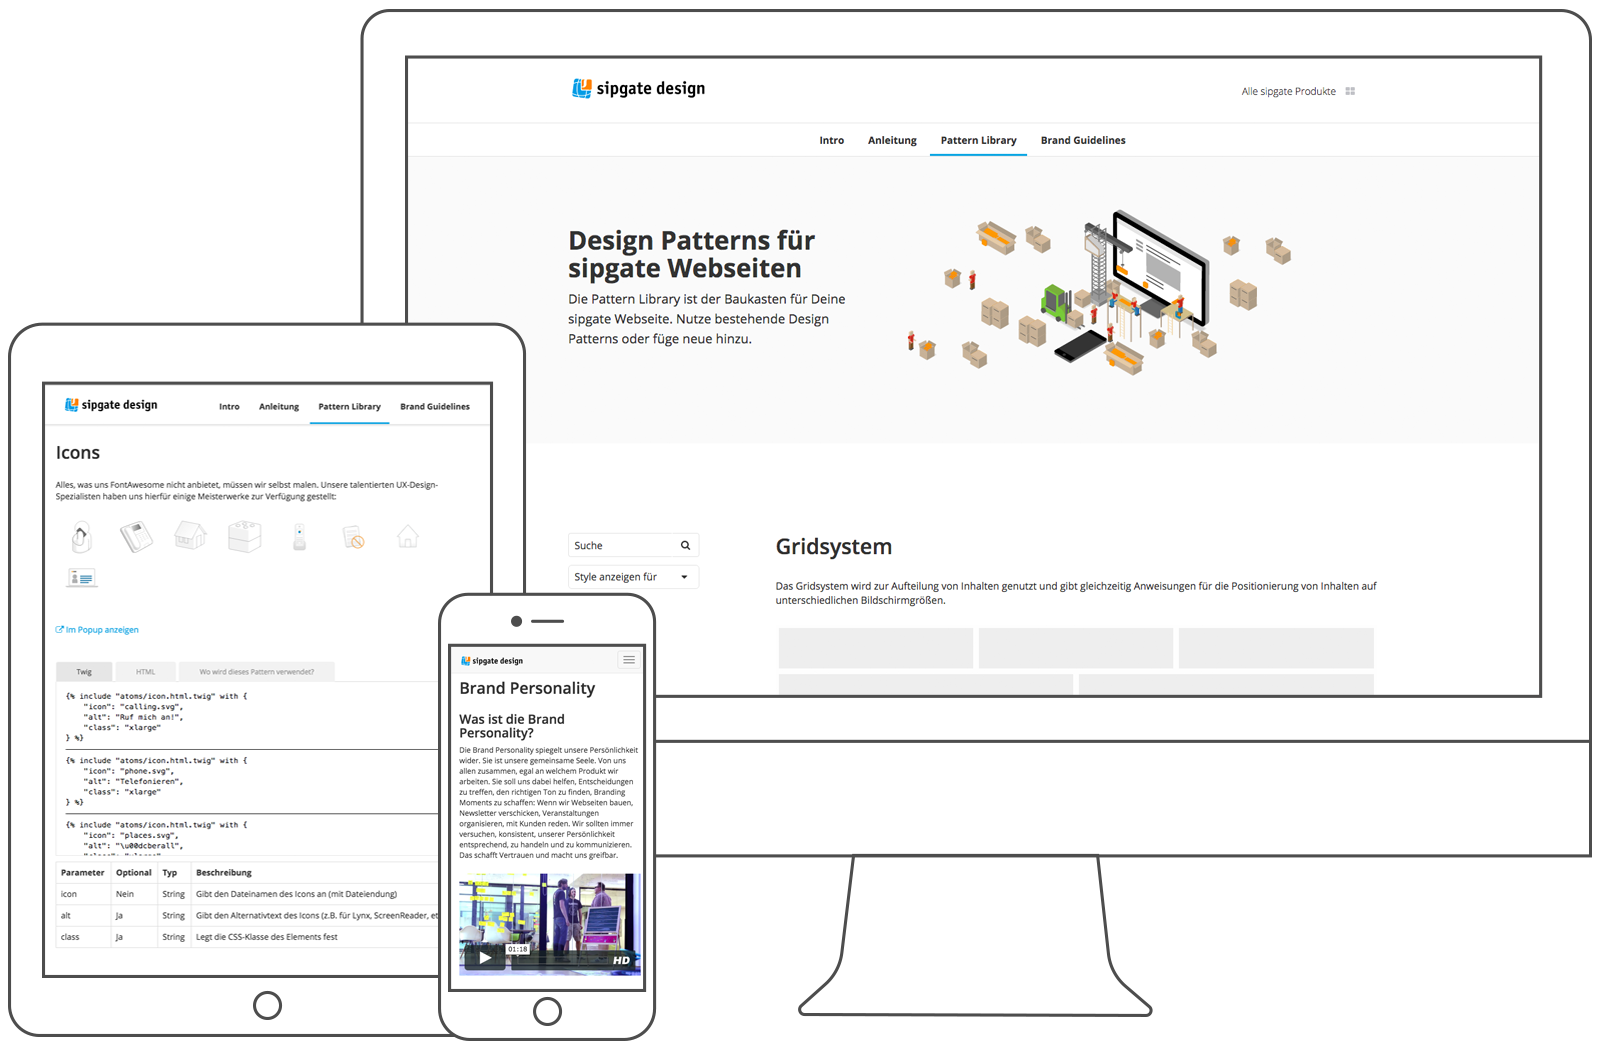 sipgate design
Alle sipgate Produkte
Intro
Anleitung
Pattern Library
Brand Guidelines
Design Patterns für
sipgate Webseiten
Die Pattern Library ist der Baukasten für Deine
sipgate Webseite. Nutze bestehende Design
Patterns oder füge neue hinzu.
Suche
Style anzeigen für
Gridsystem
Das Gridsystem wird zur Aufteilung von Inhalten genutzt und gibt gleichzeitig Anweisungen für die Positionierung von Inhalten auf
unterschiedlichen Bildschirmgrößen.
sipgate design
Intro
Anleitung
Pattern Library
Brand Guidelines
Icons
Alles, was uns FontAwesome nicht anbietet, müssen wir selbst malen. Unsere talentierten UX-Design-
Spezialisten haben uns hierfür einige Meisterwerke zur Verfügung gestellt:
Im Popup anzeigen
Twig
HTML
Wo wird dieses Pattern verwendet?
{% include "atoms/icon.html.twig" with {
"icon": "calling.svg",
"alt": "Ruf mich an!",
"class": "xlarge"
} %}
{% include "atoms/icon.html.twig" with {
"icon": "phone.svg",
"alt": "Telefonieren",
"class": "xlarge"
} %}
{% include "atoms/icon.html.twig" with {
"icon": "places.svg",
"alt": "\u00dcberall",
Parameter Optional Typ Beschreibung
icon Nein String Gibt den Dateinamen des Icons an (mit Dateiendung)
alt Ja String Gibt den Alternativtext des Icons (z.B. für Lynx, ScreenReader, et
class Ja String Legt die CSS-Klasse des Elements fest
sipgate design
Brand Personality
Was ist die Brand
Personality?
Die Brand Personality spiegelt unsere Persönlichkeit
wider. Sie ist unsere gemeinsame Seele. Von uns
allen zusammen, egal an welchem Produkt wir
arbeiten. Sie soll uns dabei helfen, Entscheidungen
zu treffen, den richtigen Ton zu finden, Branding
Moments zu schaffen: Wenn wir Webseiten bauen,
Newsletter verschicken, Veranstaltungen
organisieren, mit Kunden reden. Wir sollten immer
versuchen, konsistent, unserer Persönlichkeit
entsprechend, zu handeln und zu kommunizieren.
Das schafft Vertrauen und macht uns greifbar.
01:18
HD